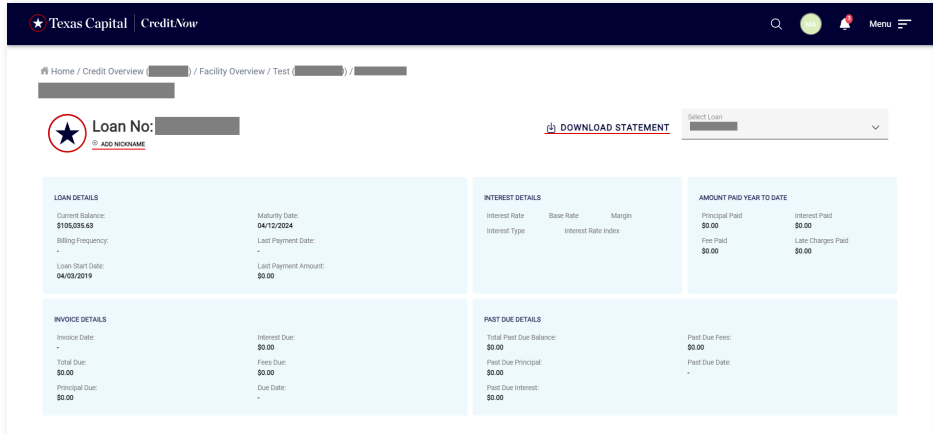 Texas Capital | CreditNow
3
Menu
Home / Credit Overview ( ) / Facility Overview / Test ( )) /
Loan No:
ADD NICKNAME
DOWNLOAD STATEMENT
Select Loan
LOAN DETAILS
Current Balance:
$105,035.63
Maturity Date:
04/12/2024
Billing Frequency:
-
Last Payment Date:
-
Loan Start Date:
04/03/2019
Last Payment Amount:
$0.00
INTEREST DETAILS
Interest Rate Base Rate Margin
Interest Type Interest Rate Index
AMOUNT PAID YEAR TO DATE
Principal Paid
$0.00
Interest Paid
$0.00
Fee Paid
$0.00
Late Charges Paid
$0.00
INVOICE DETAILS
Invoice Date:
-
Interest Due:
$0.00
Total Due:
$0.00
Fees Due:
$0.00
Principal Due:
$0.00
Due Date:
-
PAST DUE DETAILS
Total Past Due Balance:
$0.00
Past Due Fees:
$0.00
Past Due Principal:
$0.00
Past Due Date:
-
Past Due Interest:
$0.00